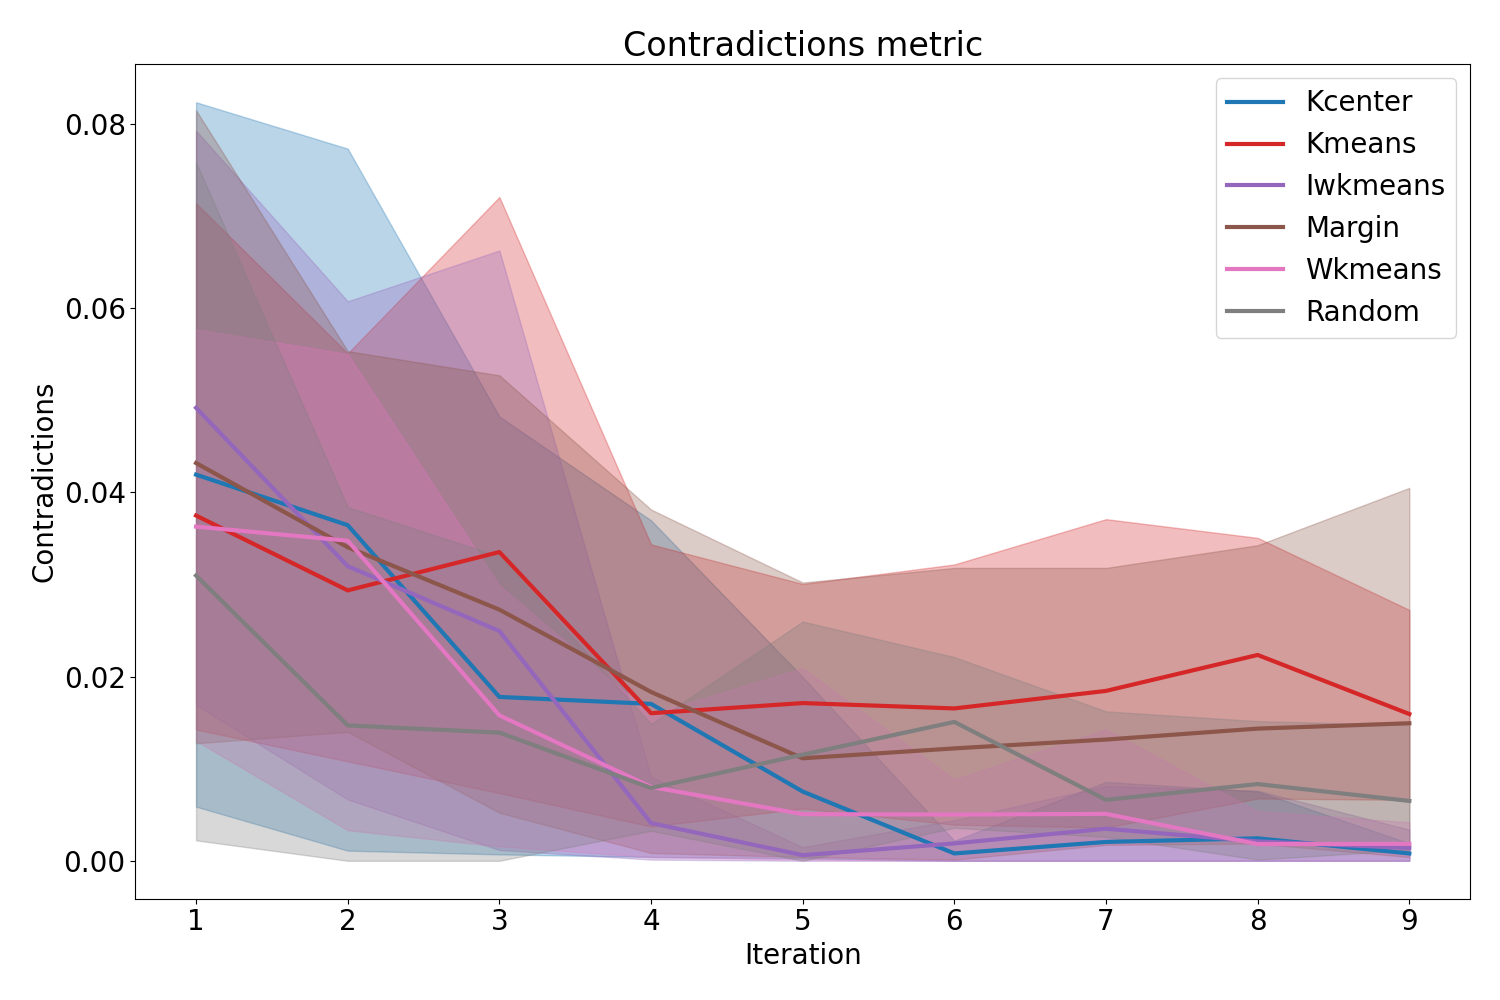 Contradictions metric
Contradictions
0.08
0.06
0.04
0.02
0.00
Kcenter
Kmeans
Iwkmeans
Margin
Wkmeans
Random
1 2 3 4 5 6 7 8 9
Iteration